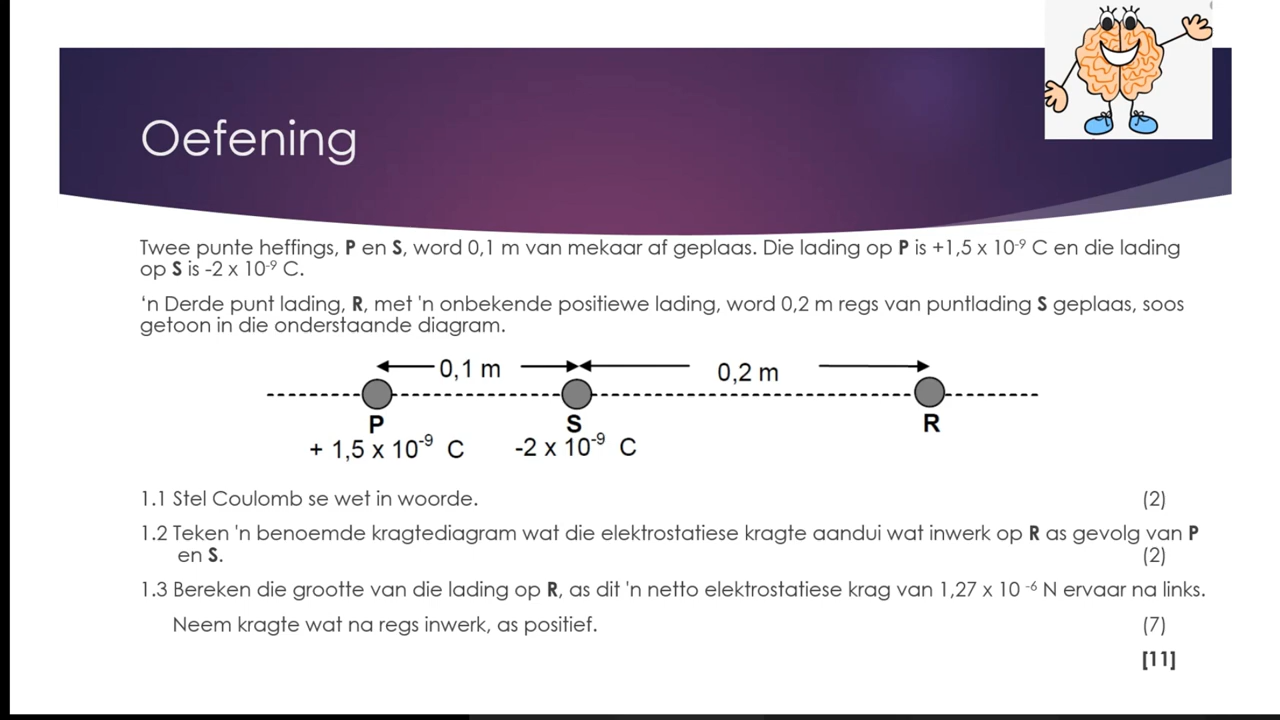 Oefening
Twee punte heffings, P en S, word 0,1 m van mekaar af geplaas. Die lading op P is +1,5 x 10⁻⁹ C en die lading
op S is -2 x 10⁻⁹ C.
‘n Derde punt lading, R, met 'n onbekende positiewe lading, word 0,2 m regs van puntlading S geplaas, soos
getoon in die onderstaande diagram.
0,1 m 0,2 m
P S R
+ 1,5 x 10⁻⁹ C -2 x 10⁻⁹ C
1.1 Stel Coulomb se wet in woorde. (2)
1.2 Teken 'n benoemde kragtediagram wat die elektrostatiese kragte aandui wat inwerk op R as gevolg van P
en S. (2)
1.3 Bereken die grootte van die lading op R, as dit 'n netto elektrostatiese krag van 1,27 x 10 ⁻⁶ N ervaar na links.
Neem kragte wat na regs inwerk, as positief. (7)
[11]